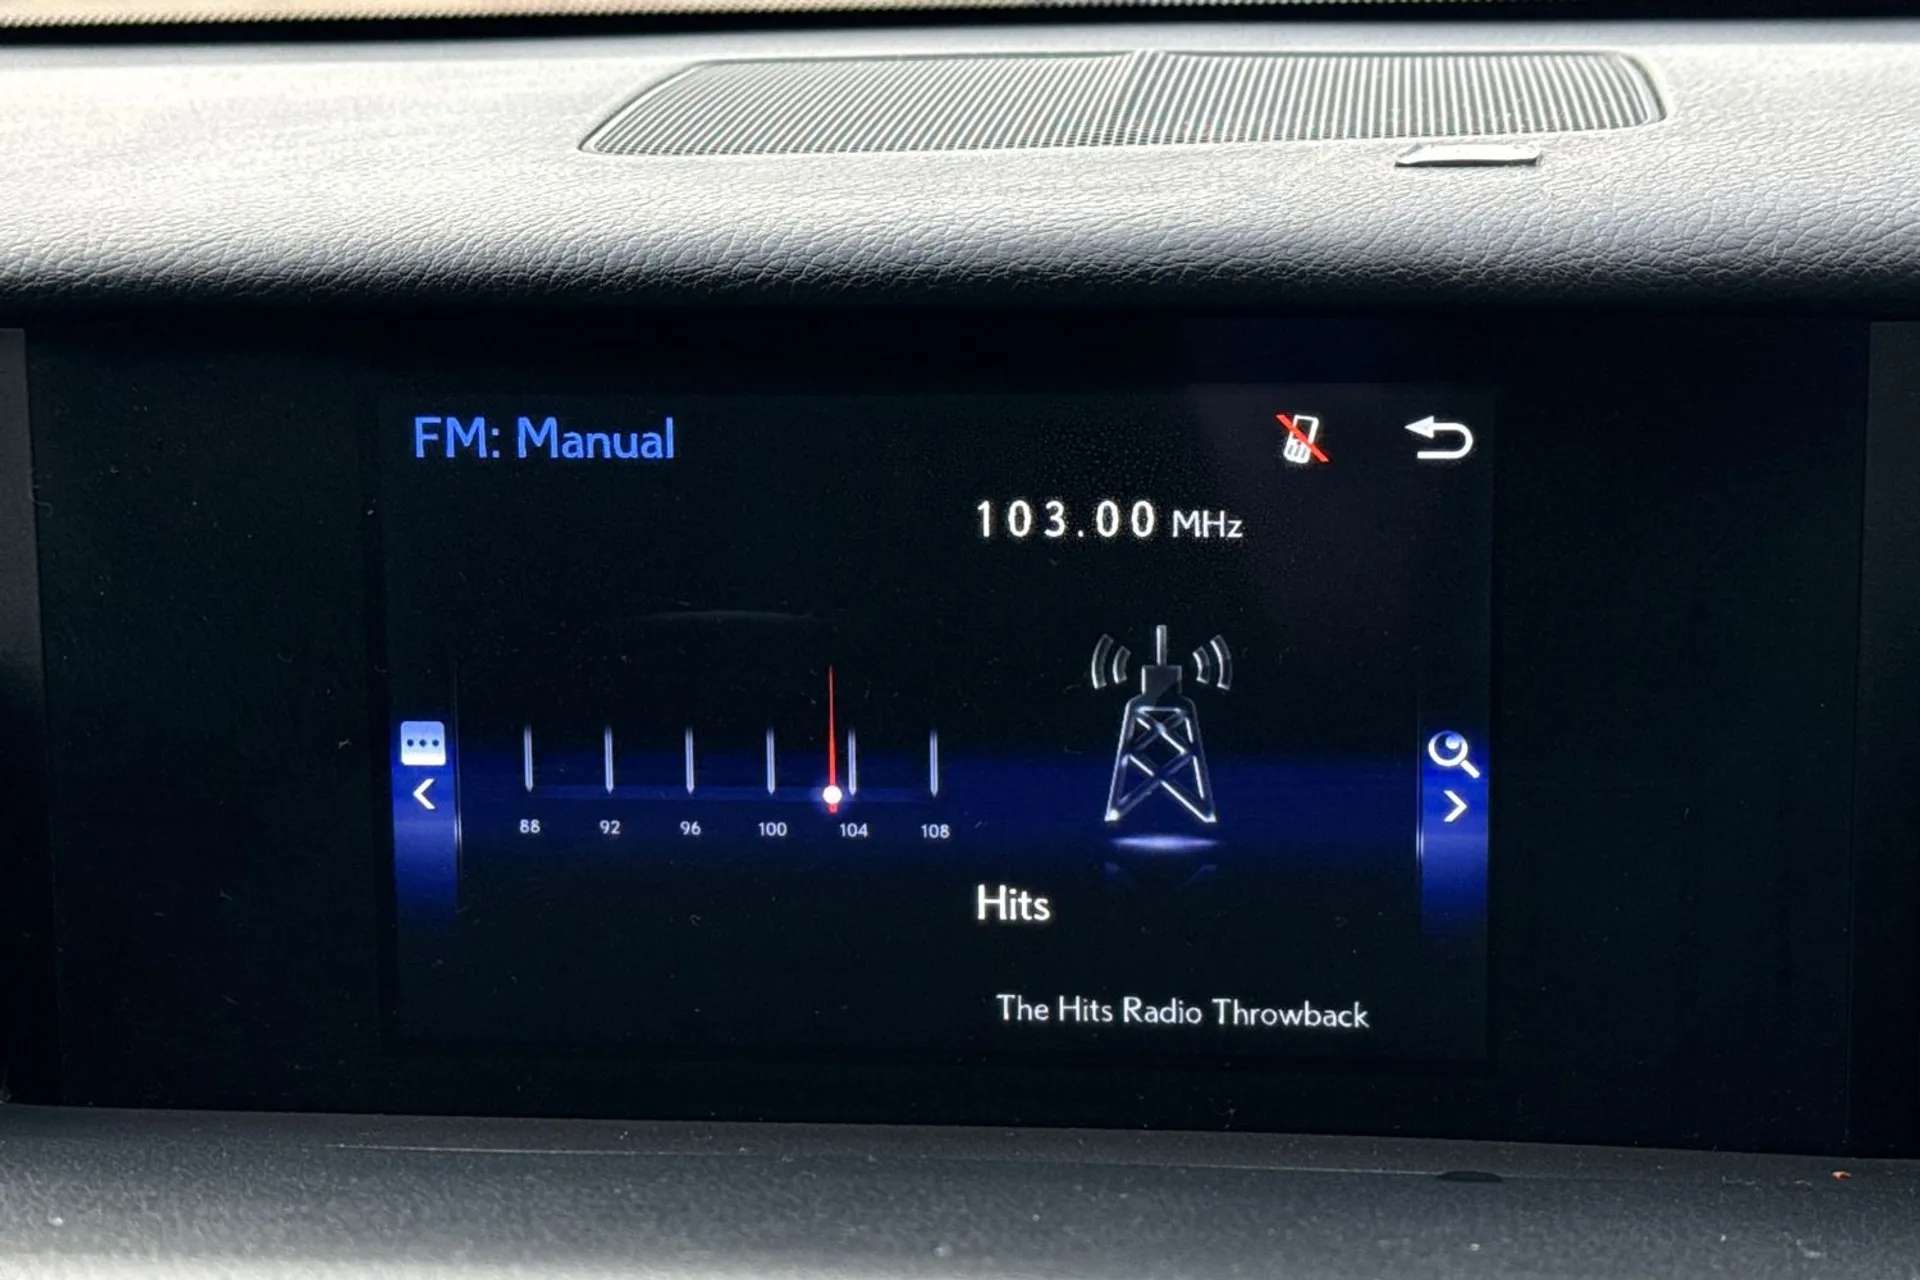 FM: Manual
103.00 MHz
88 92 96 100 104 108
Hits
The Hits Radio Throwback